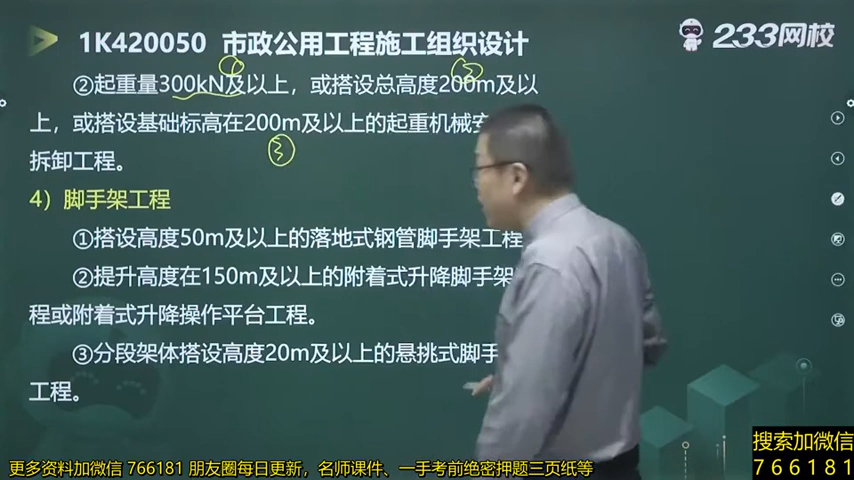 1K420050 市政公用工程施工组织设计
233网校
②起重量300kN及以上，或搭设总高度200m及以
上，或搭设基础标高在200m及以上的起重机械安
拆卸工程。
4）脚手架工程
①搭设高度50m及以上的落地式钢管脚手架工程
②提升高度在150m及以上的附着式升降脚手架
程或附着式升降操作平台工程。
③分段架体搭设高度20m及以上的悬挑式脚手
工程。
搜索加微信
766181
更多资料加微信 766181 朋友圈每日更新，名师课件、一手考前绝密押题三页纸等